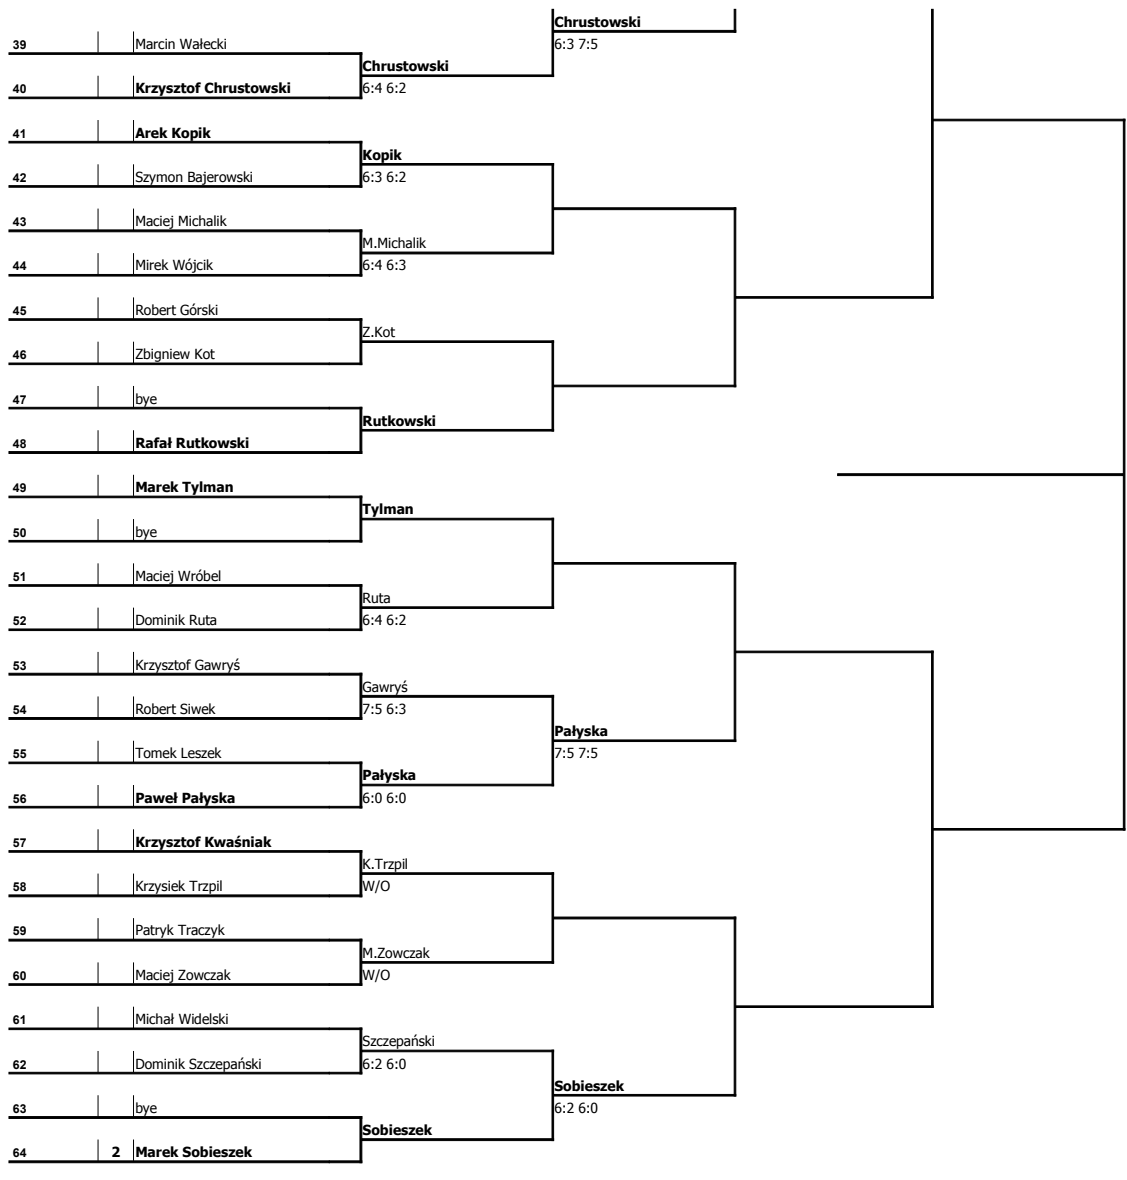 Chrustowski
39 Marcin Wałecki 6:3 7:5
Chrustowski
40 Krzysztof Chrustowski 6:4 6:2
41 Arek Kopik
Kopik
42 Szymon Bajerowski 6:3 6:2
43 Maciej Michalik
M.Michalik
44 Mirek Wójcik 6:4 6:3
45 Robert Górski
Z.Kot
46 Zbigniew Kot
47 bye
Rutkowski
48 Rafał Rutkowski
49 Marek Tylman
Tylman
50 bye
51 Maciej Wróbel
Ruta
52 Dominik Ruta 6:4 6:2
53 Krzysztof Gawryś
Gawryś
54 Robert Siwek 7:5 6:3
Pałyska
55 Tomek Leszek 7:5 7:5
Pałyska
56 Paweł Pałyska 6:0 6:0
57 Krzysztof Kwaśniak
K.Trzpil
58 Krzysiek Trzpil W/O
59 Patryk Traczyk
M.Zowczak
60 Maciej Zowczak W/O
61 Michał Widelski
Szczepański
62 Dominik Szczepański 6:2 6:0
Sobieszek
63 bye 6:2 6:0
Sobieszek
64 2 Marek Sobieszek